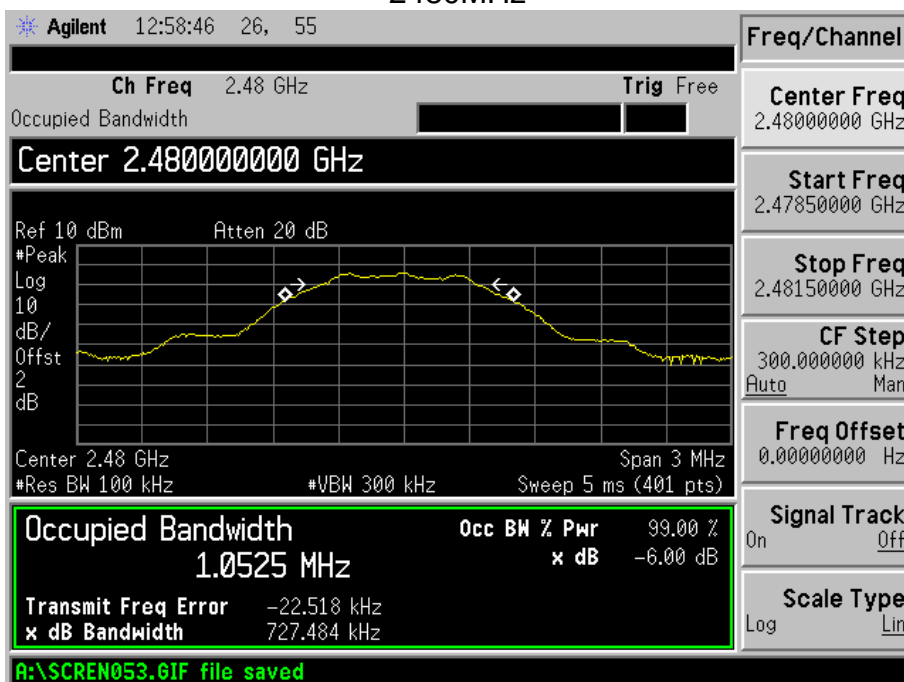 Agilent 12:58:46 26, 55
Freq/Channel
Ch Freq 2.48 GHz Trig Free
Occupied Bandwidth
Center 2.480000000 GHz
Ref 10 dBm Atten 20 dB
#Peak
Log
10
dB/
Offst
2
dB
Center 2.48 GHz Span 3 MHz
#Res BW 100 kHz #VBW 300 kHz Sweep 5 ms (401 pts)
Occupied Bandwidth Occ BW % Pwr 99.00 %
1.0525 MHz x dB -6.00 dB
Transmit Freq Error -22.518 kHz
x dB Bandwidth 727.484 kHz
A:\SCREN053.GIF file saved
Center Freq
2.48000000 GHz
Start Freq
2.47850000 GHz
Stop Freq
2.48150000 GHz
CF Step
300.000000 kHz
Auto Man
Freq Offset
0.00000000 Hz
Signal Track
On Off
Scale Type
Log Lin